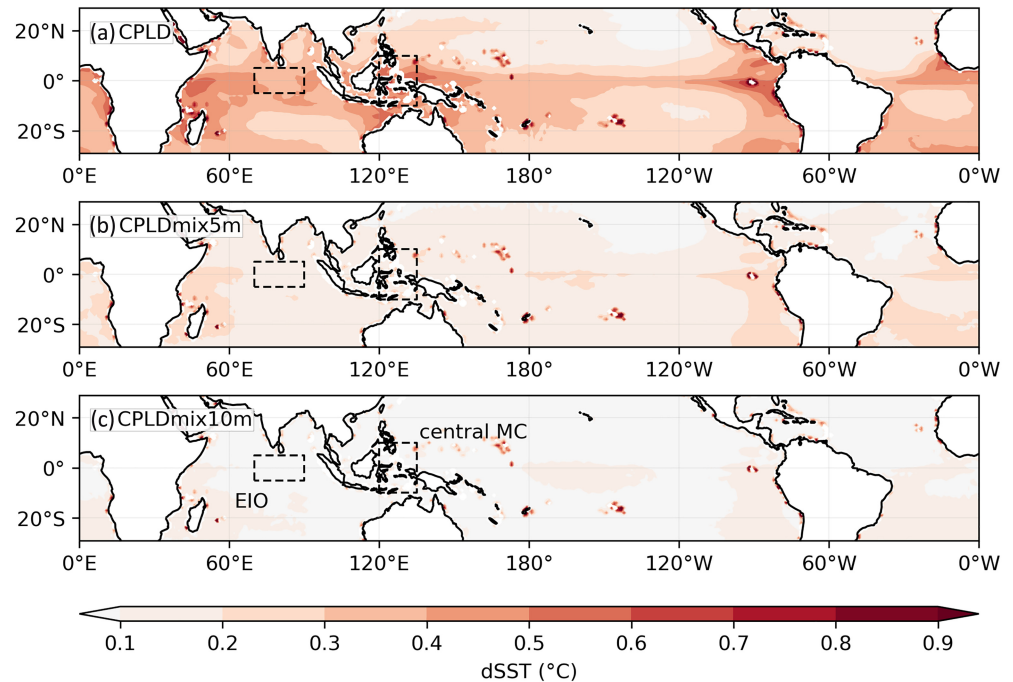 (a) CPLD
20°N
0°
20°S
0°E 60°E 120°E 180° 120°W 60°W 0°W
(b) CPLDmix5m
20°N
0°
20°S
0°E 60°E 120°E 180° 120°W 60°W 0°W
(c) CPLDmix10m
central MC
20°N
0°
EIO
20°S
0°E 60°E 120°E 180° 120°W 60°W 0°W
0.1 0.2 0.3 0.4 0.5 0.6 0.7 0.8 0.9
dSST (°C)